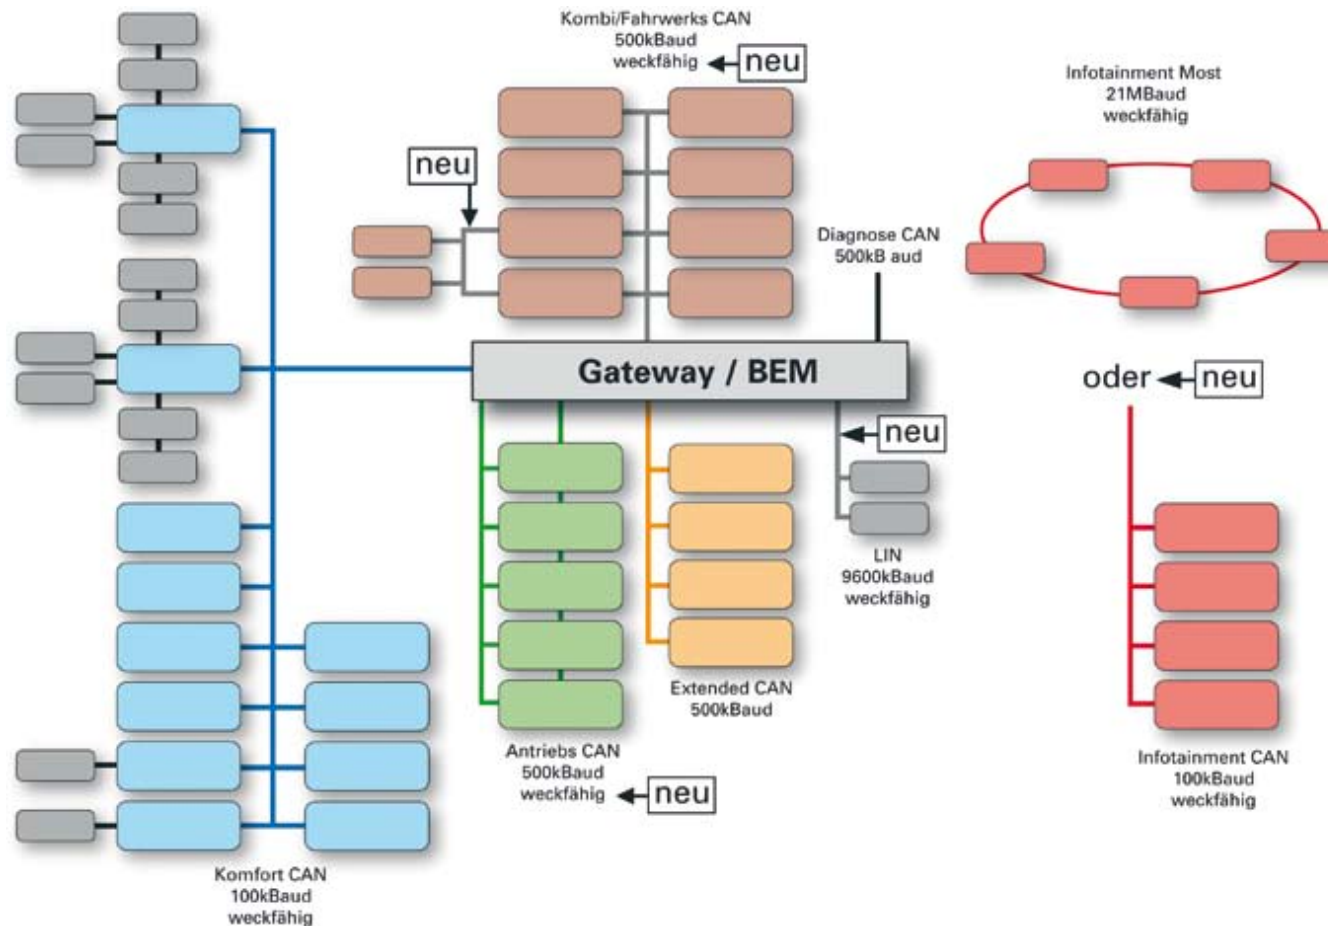 Kombi/Fahrwerks CAN
500kBaud
weckfähig
neu
Infotainment Most
21MBaud
weckfähig
neu
Diagnose CAN
500kB aud
Gateway / BEM
oder
neu
neu
LIN
9600kBaud
weckfähig
Extended CAN
500kBaud
Antriebs CAN
500kBaud
weckfähig
neu
Infotainment CAN
100kBaud
weckfähig
Komfort CAN
100kBaud
weckfähig